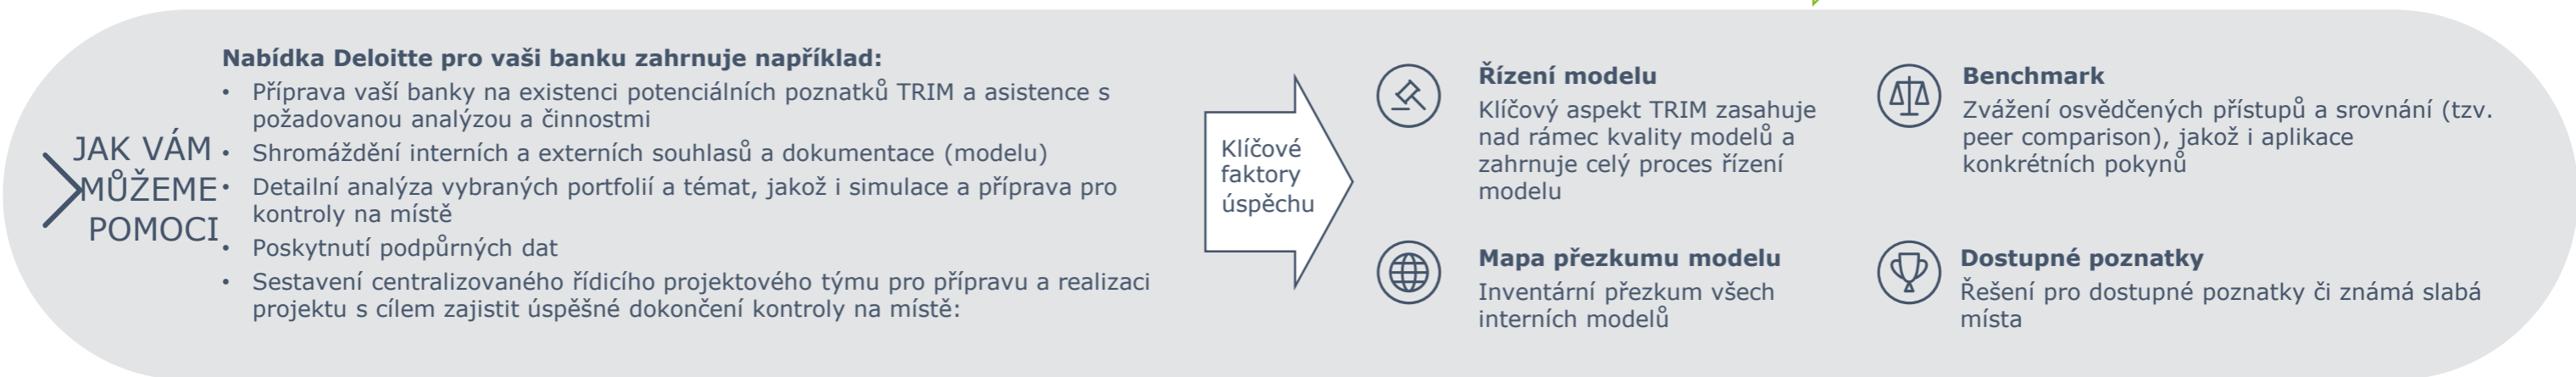 JAK VÁM
MŮŽEME
POMOCI
Nabídka Deloitte pro vaši banku zahrnuje například:
• Příprava vaší banky na existenci potenciálních poznatků TRIM a asistence s
požadovanou analýzou a činnostmi
• Shromáždění interních a externích souhlasů a dokumentace (modelu)
• Detailní analýza vybraných portfolií a témat, jakož i simulace a příprava pro
kontroly na místě
• Poskytnutí podpůrných dat
• Sestavení centralizovaného řídicího projektového týmu pro přípravu a realizaci
projektu s cílem zajistit úspěšné dokončení kontroly na místě:
Klíčové
faktory
úspěchu
Řízení modelu
Klíčový aspekt TRIM zasahuje
nad rámec kvality modelů a
zahrnuje celý proces řízení
modelu
Benchmark
Zvážení osvědčených přístupů a srovnání (tzv.
peer comparison), jakož i aplikace
konkrétních pokynů
Mapa přezkumu modelu
Inventární přezkum všech
interních modelů
Dostupné poznatky
Řešení pro dostupné poznatky či známá slabá
místa